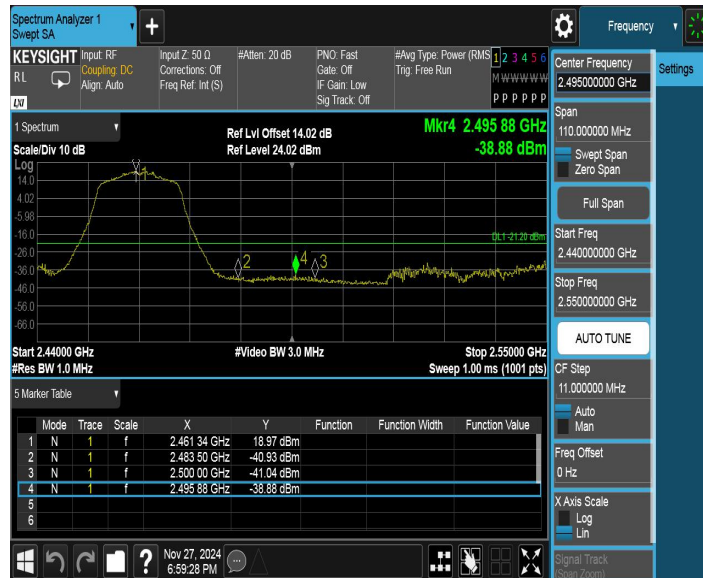 Spectrum Analyzer 1
Swept SA
+
Frequency
KEYSIGHT
RL
LXI
Input: RF
Coupling: DC
Align: Auto
Input Z: 50 Ω
Corrections: Off
Freq Ref: Int (S)
#Atten: 20 dB
PNO: Fast
Gate: Off
IF Gain: Low
Sig Track: Off
#Avg Type: Power (RMS
Trig: Free Run
1 2 3 4 5 6
M W W W W W
P P P P P P
1 Spectrum
Scale/Div 10 dB
Ref Lvl Offset 14.02 dB
Ref Level 24.02 dBm
Mkr4 2.495 88 GHz
-38.88 dBm
Log
14.0
4.02
-5.98
-16.0
-26.0
-36.0
-46.0
-56.0
-66.0
DL1 -21.20 dBm
2
4
3
Start 2.44000 GHz
#Video BW 3.0 MHz
Stop 2.55000 GHz
#Res BW 1.0 MHz
Sweep 1.00 ms (1001 pts)
5 Marker Table
Mode Trace Scale X Y Function Function Width Function Value
1 N 1 f 2.461 34 GHz 18.97 dBm
2 N 1 f 2.483 50 GHz -40.93 dBm
3 N 1 f 2.500 00 GHz -41.04 dBm
4 N 1 f 2.495 88 GHz -38.88 dBm
5
6
?
Nov 27, 2024
6:59:28 PM
Center Frequency
2.495000000 GHz
Settings
Span
110.000000 MHz
Swept Span
Zero Span
Full Span
Start Freq
2.440000000 GHz
Stop Freq
2.550000000 GHz
AUTO TUNE
CF Step
11.000000 MHz
Auto
Man
Freq Offset
0 Hz
X Axis Scale
Log
Lin
Signal Track
(Span Zoom)